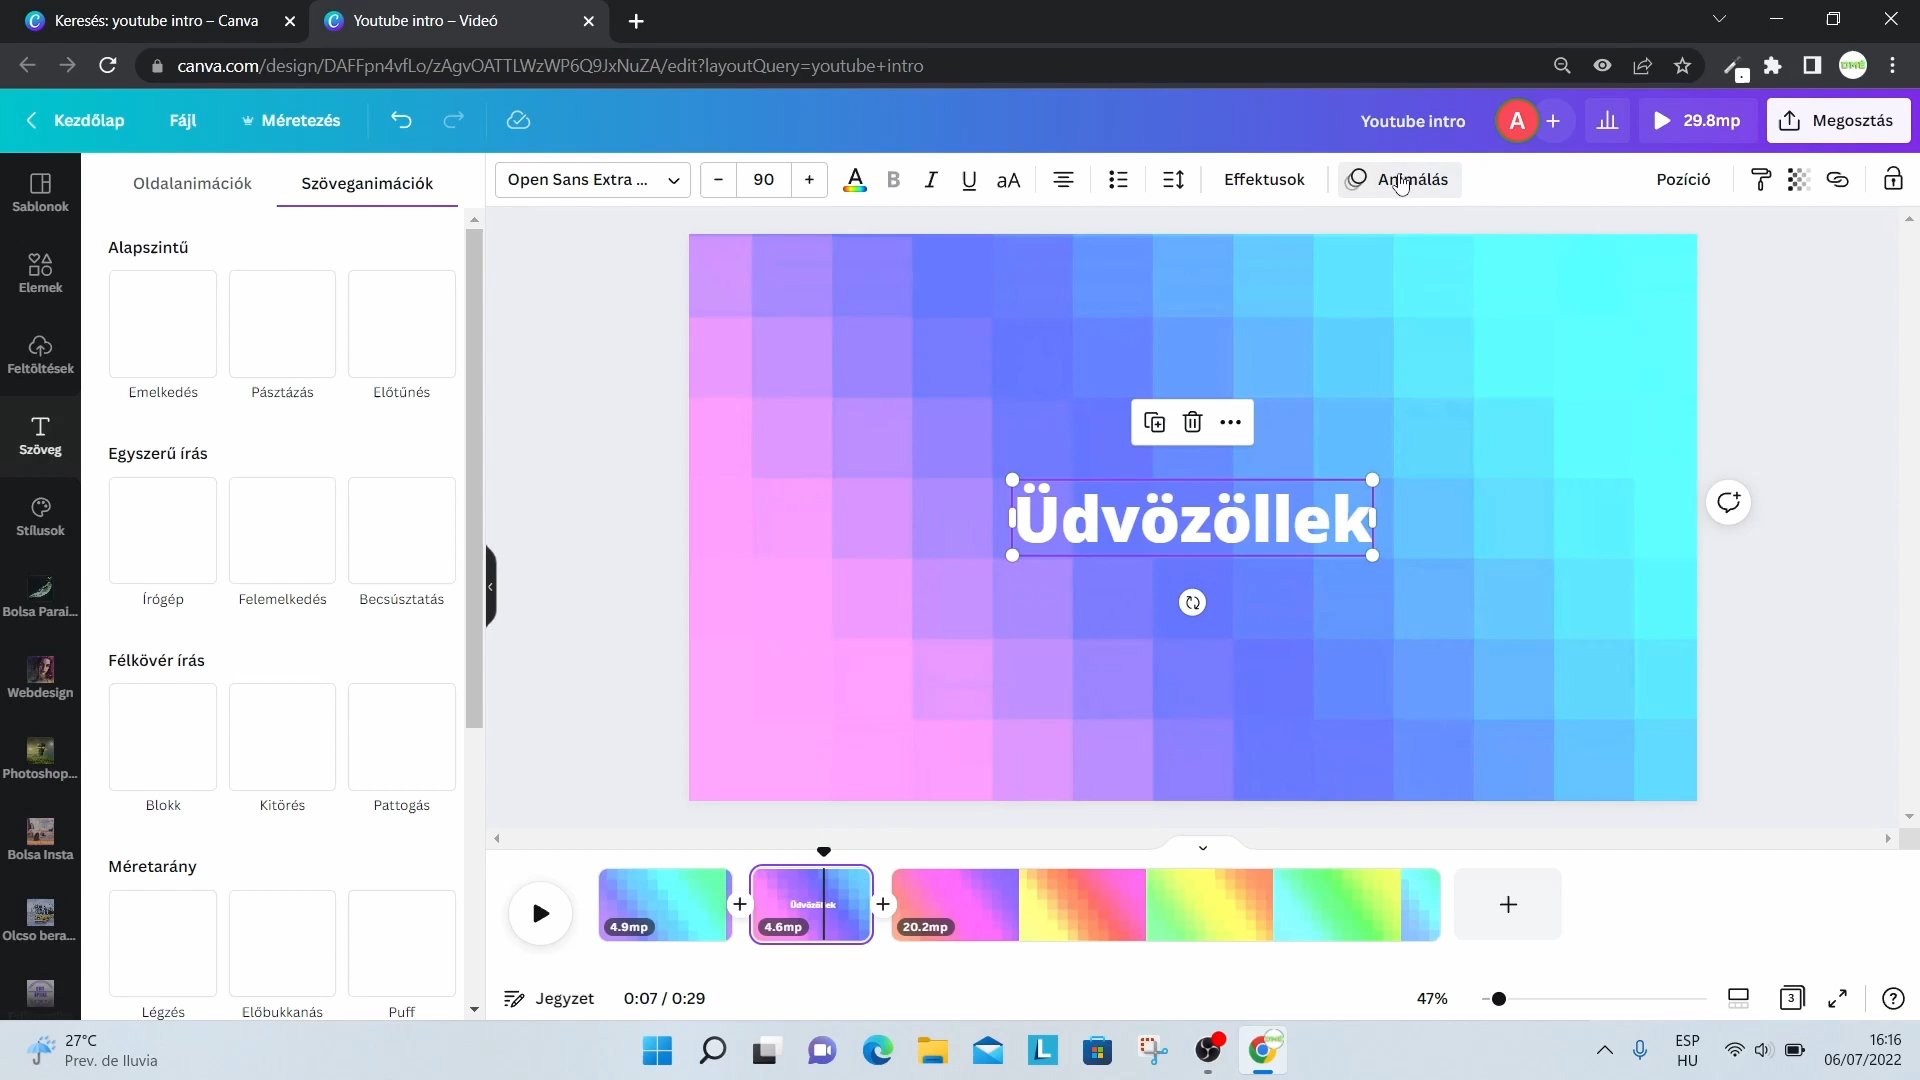 Keresés: youtube intro – Canva
Youtube intro – Videó
canva.com/design/DAFFpn4vfLo/zAgvOATTLWzWP6Q9JxNuZA/edit?layoutQuery=youtube+intro
Kezdőlap
Fájl
Méretezés
Youtube intro
A
29.8mp
Megosztás
Oldalanimációk
Szöveganimációk
Open Sans Extra ...
90
Effektusok
Animálás
Pozíció
Sablonok
Elemek
Feltöltések
Szöveg
Stílusok
Bolsa Parai...
Webdesign
Photoshop...
Bolsa Insta
Olcso bera...
Alapszintű
Emelkedés
Pásztázás
Előtűnés
Egyszerű írás
Írógép
Felemelkedés
Becsúsztatás
Félkövér írás
Blokk
Kitörés
Pattogás
Méretarány
Légzés
Előbukkanás
Puff
Üdvözöllek
4.9mp
Üdvözöllek
4.6mp
20.2mp
Jegyzet
0:07 / 0:29
47%
3
27°C
Prev. de lluvia
ESP
HU
16:16
06/07/2022